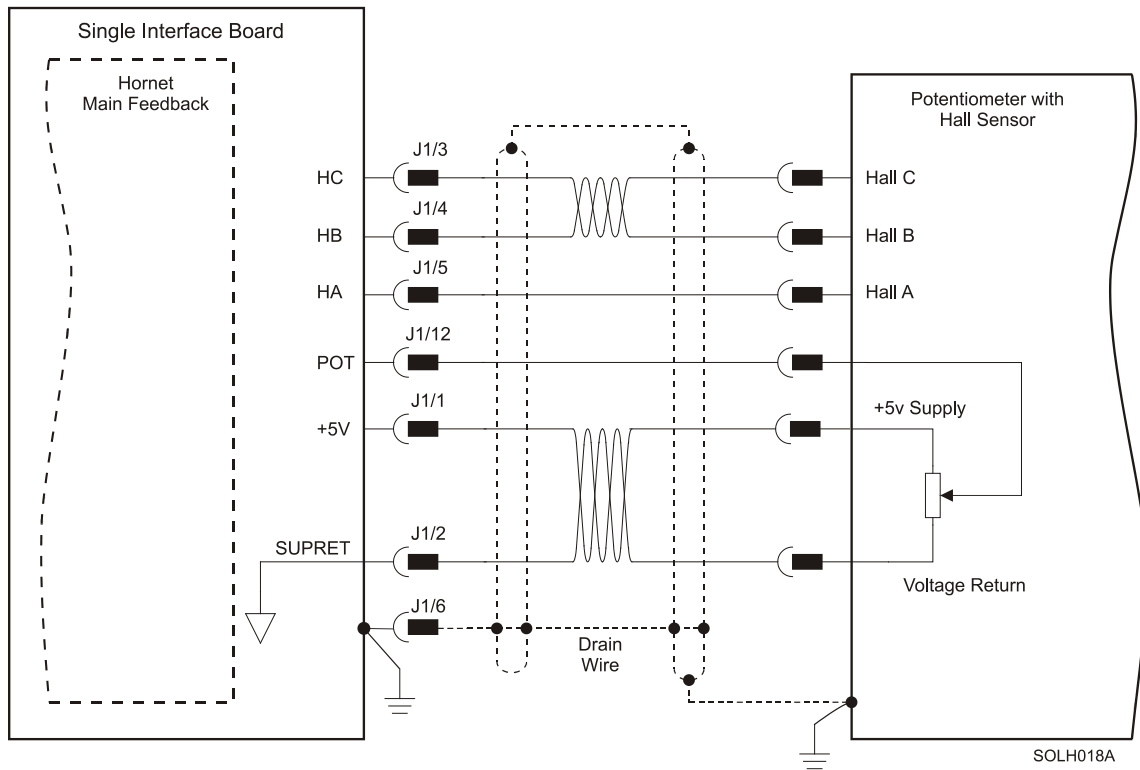 Single Interface Board
Hornet
Main Feedback
Potentiometer with
Hall Sensor
J1/3
HC
Hall C
J1/4
HB
Hall B
J1/5
HA
Hall A
J1/12
POT
J1/1
+5V
+5v Supply
J1/2
SUPRET
Voltage Return
J1/6
Drain
Wire
SOLH018A